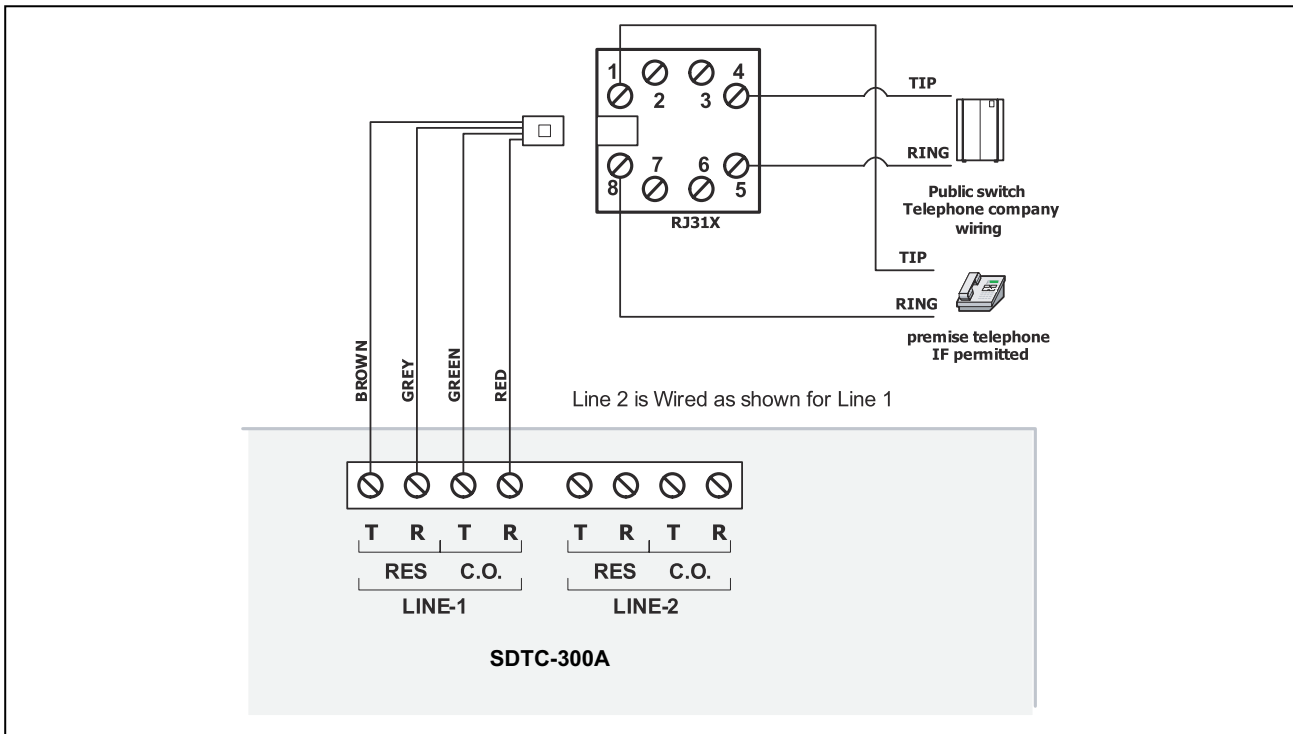 1
2
3
4
TIP
RING
Public switch
Telephone company
wiring
8
7
6
5
RJ31X
TIP
RING
premise telephone
IF permitted
BROWN
GREY
GREEN
RED
Line 2 is Wired as shown for Line 1
T R T R T R T R
RES C.O. RES C.O.
LINE-1 LINE-2
SDTC-300A